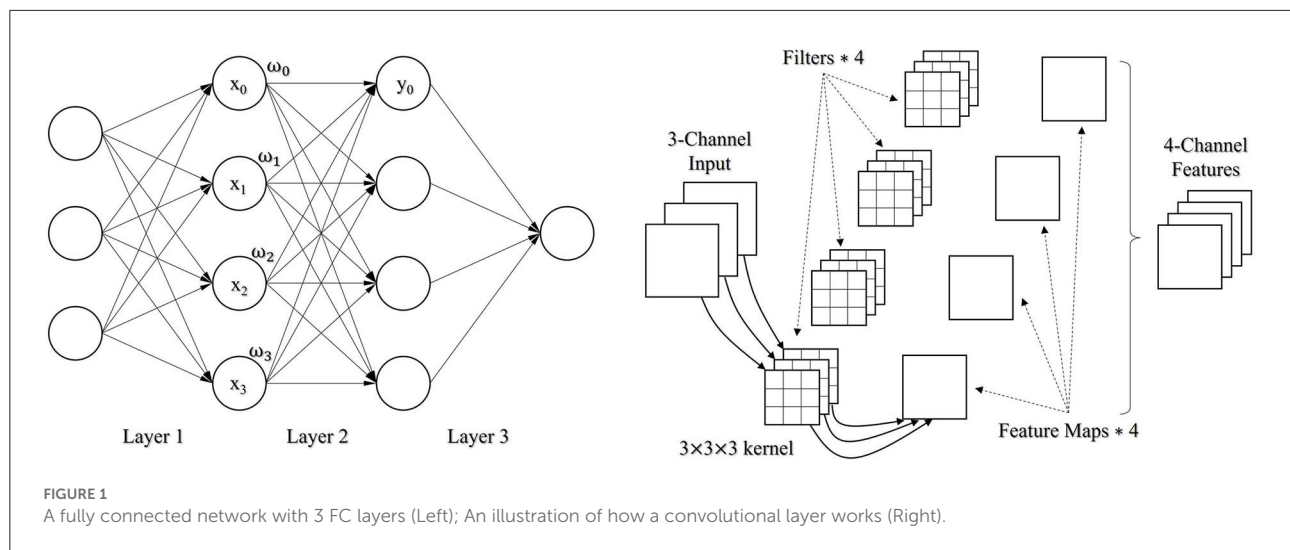 ω₀
x₀
y₀
ω₁
x₁
ω₂
x₂
ω₃
x₃
Layer 1
Layer 2
Layer 3
Filters * 4
3-Channel
Input
4-Channel
Features
3×3×3 kernel
Feature Maps * 4
FIGURE 1
A fully connected network with 3 FC layers (Left); An illustration of how a convolutional layer works (Right).